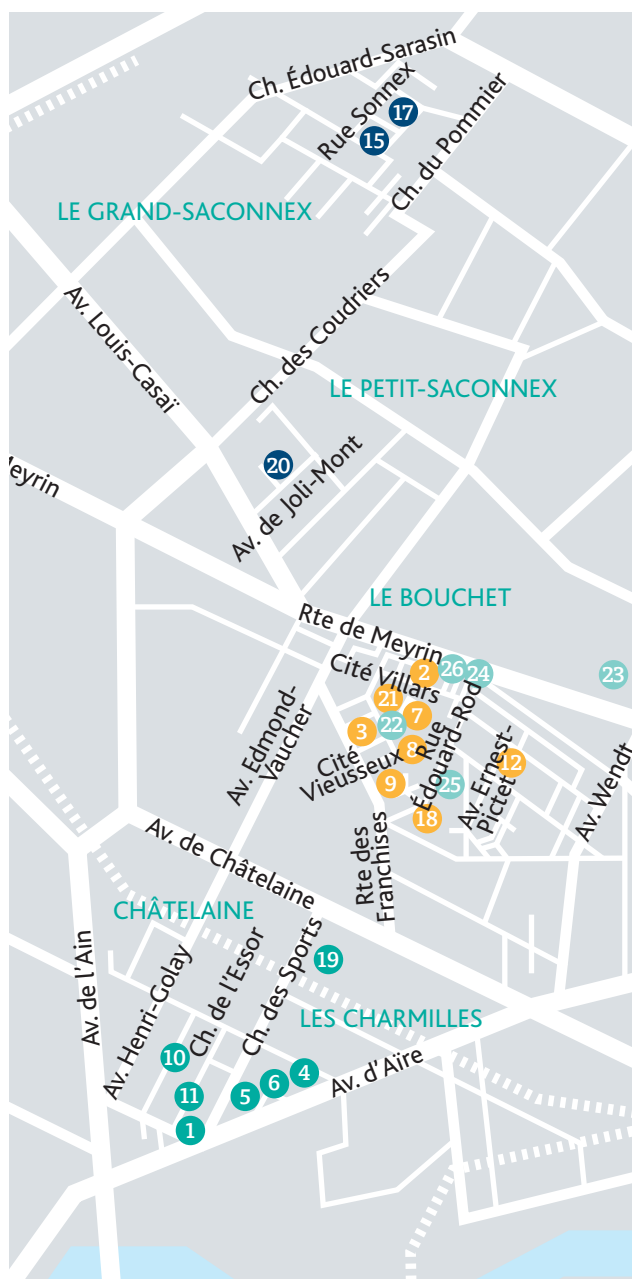 Ch. Édouard-Sarasin
Rue Sonnex
17
15
Ch. du Pommier
LE GRAND-SACONNEX
Av. Louis-Casaï
Ch. des Coudriers
LE PETIT-SACONNEX
Meyrin
20
Av. de Joli-Mont
LE BOUCHET
Rte de Meyrin
2
26
24
23
Cité Villars
21
7
22
3
8
Cité
Vieusseux
Rue
Édouard-Rod
12
Av. Ernest-
Pictet
Av. Wendt
9
25
18
Av. Edmond-
Vaucher
Rte des
Franchises
Av. de Châtelaine
CHÂTELAINE
Av. de l'Ain
Av. Henri-Golay
Ch. de l'Essor
Ch. des Sports
19
LES CHARMILLES
10
11
5
6
4
Av. d'Aïre
1